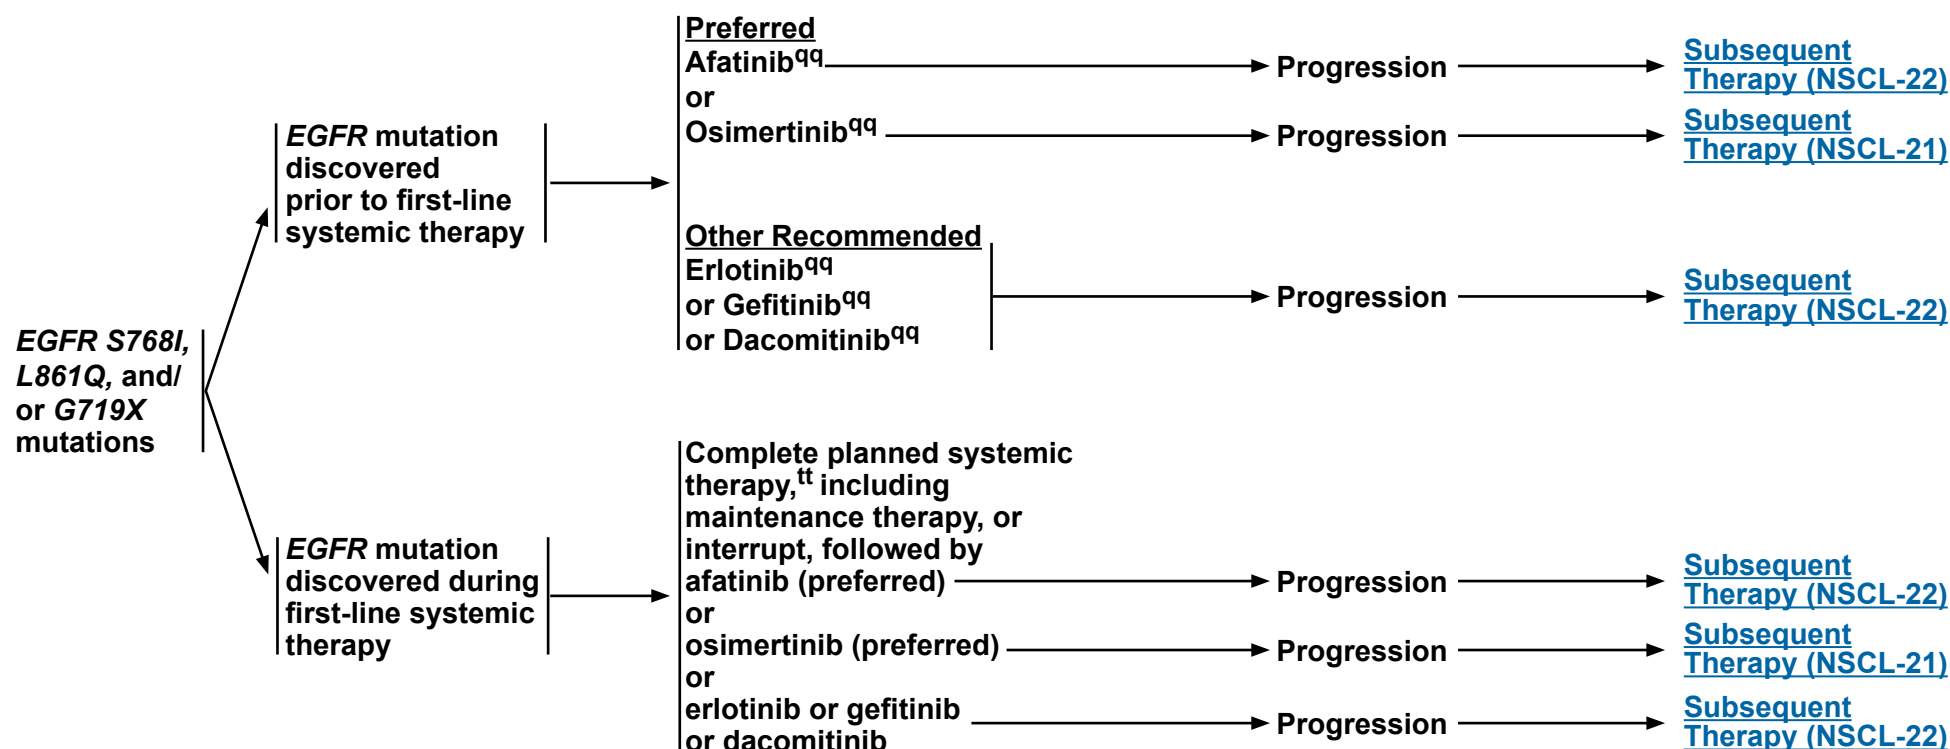 EGFR S768I,
L861Q, and/
or G719X
mutations
EGFR mutation
discovered
prior to first-line
systemic therapy
Preferred
Afatinibqq
or
Osimertinibqq
Progression
Subsequent
Therapy (NSCL-22)
Progression
Subsequent
Therapy (NSCL-21)
Other Recommended
Erlotinibqq
or Gefitinibqq
or Dacomitinibqq
Progression
Subsequent
Therapy (NSCL-22)
EGFR mutation
discovered during
first-line systemic
therapy
Complete planned systemic
therapy,tt including
maintenance therapy, or
interrupt, followed by
afatinib (preferred)
or
osimertinib (preferred)
or
erlotinib or gefitinib
or dacomitinib
Progression
Subsequent
Therapy (NSCL-22)
Progression
Subsequent
Therapy (NSCL-21)
Progression
Subsequent
Therapy (NSCL-22)